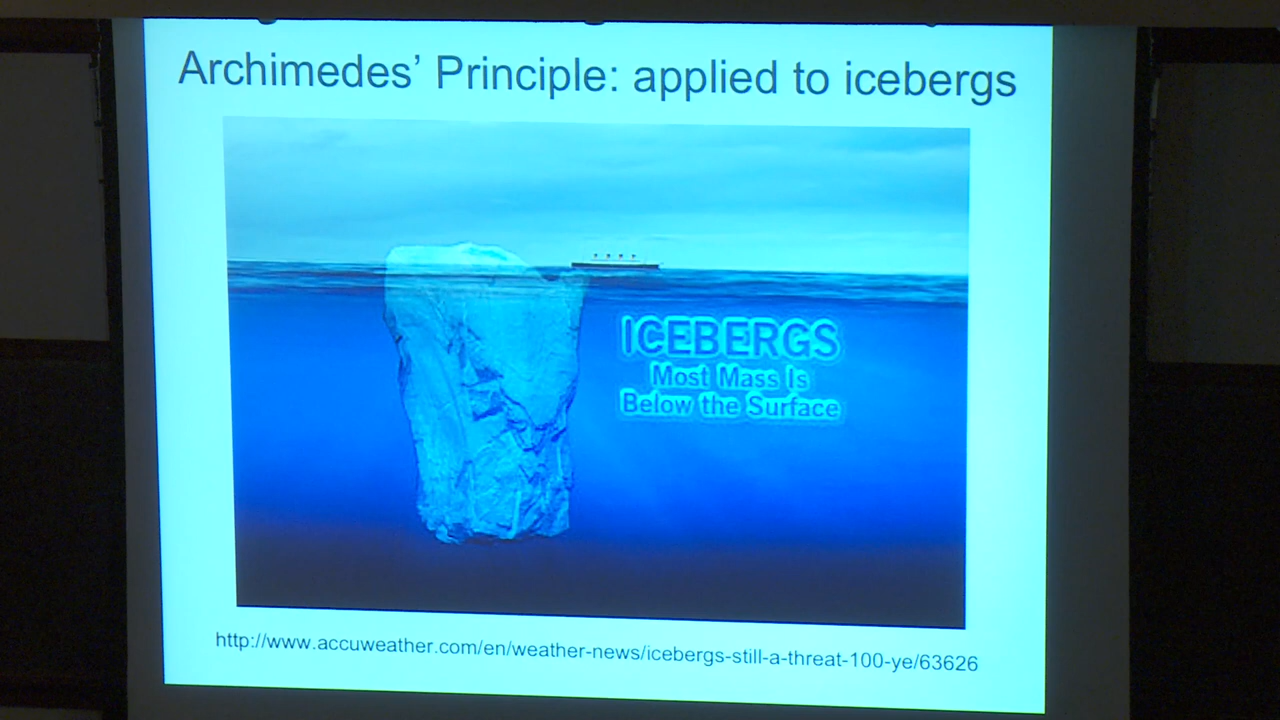 Archimedes’ Principle: applied to icebergs
ICEBERGS
Most Mass Is
Below the Surface
http://www.accuweather.com/en/weather-news/icebergs-still-a-threat-100-ye/63626